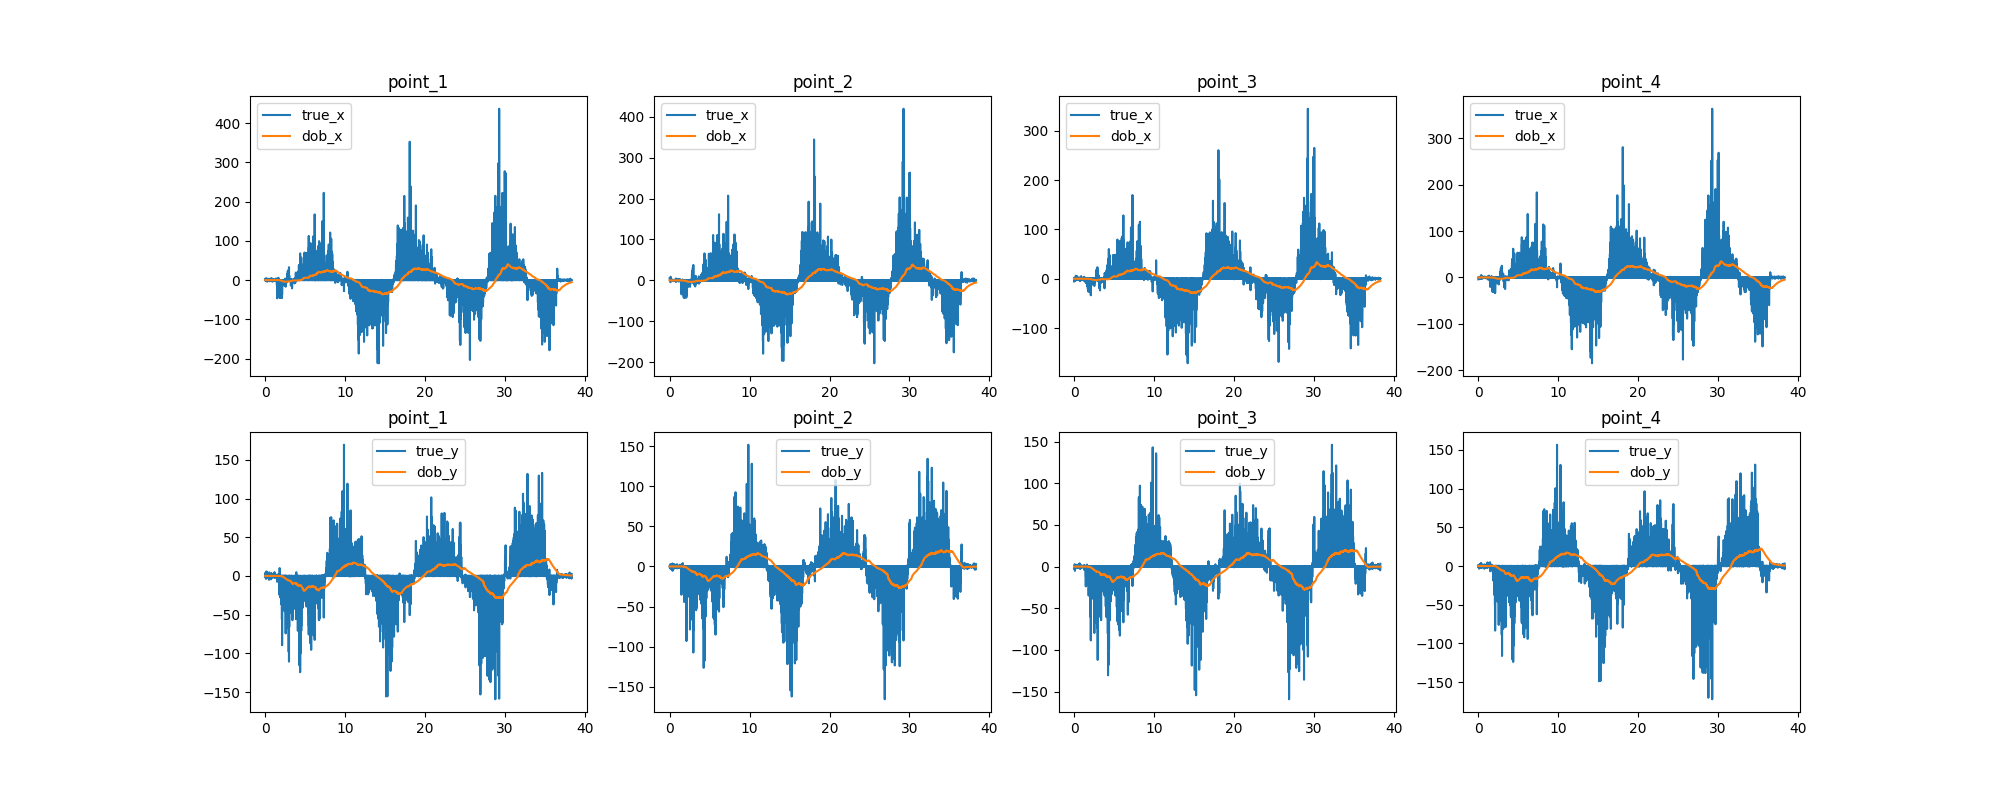 point_1 point_2 point_3 point_4
true_x true_x true_x true_x
dob_x dob_x dob_x dob_x
400 400 300 300
300 300 200 200
200 200 100 100
100 100 0 0
0 0 −100 −100
−100 −100 −200
−200 −200
0 10 20 30 40 0 10 20 30 40 0 10 20 30 40 0 10 20 30 40
point_1 point_2 point_3 point_4
true_y true_y true_y true_y
dob_y dob_y dob_y dob_y
150 150 150 150
100 100 100 100
50 50 50 50
0 0 0 0
−50 −50 −50 −50
−100 −100 −100 −100
−150 −150 −150 −150
0 10 20 30 40 0 10 20 30 40 0 10 20 30 40 0 10 20 30 40